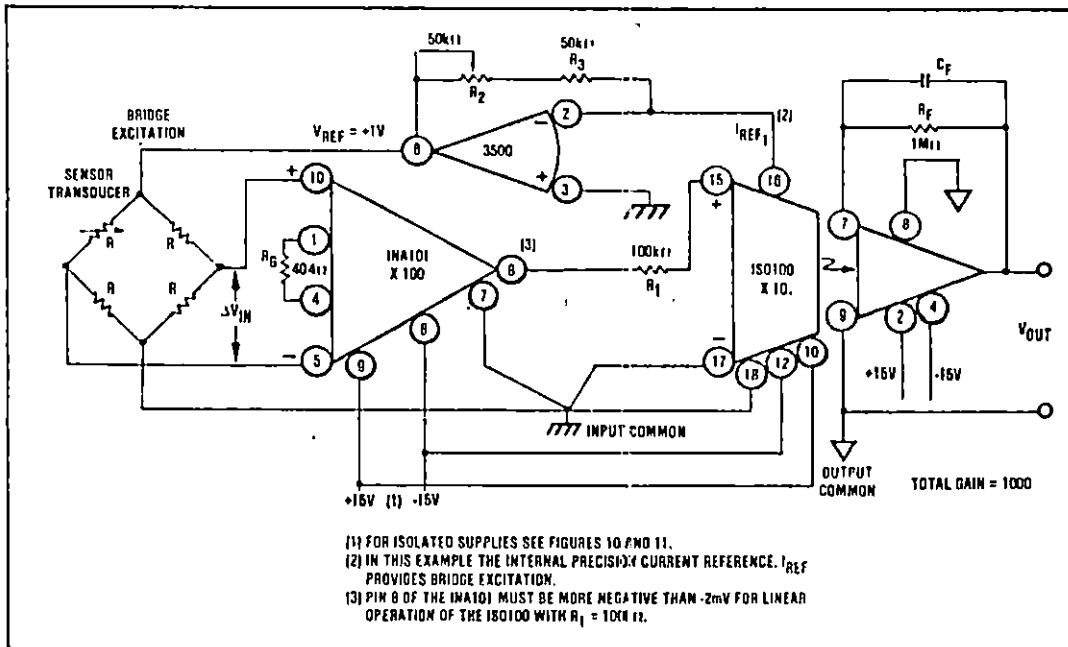 50kΩ
50kΩ
R3
R2
CF
RF
1MΩ
BRIDGE
EXCITATION
VREF = +1V
8
3500
2
−
+
3
IREF1
(2)
SENSOR
TRANSDUCER
R
R
R
R
ΔVIN
+
10
1
RG
404Ω
4
−
5
9
INA101
X 100
8
(3)
7
6
100kΩ
R1
15
+
16
ISO100
X 10.
−
17
18
12
10
7
8
9
2
4
+15V
-15V
VOUT
INPUT COMMON
OUTPUT
COMMON
TOTAL GAIN = 1000
+15V (1) -15V
(1) FOR ISOLATED SUPPLIES SEE FIGURES 10 AND 11.
(2) IN THIS EXAMPLE THE INTERNAL PRECISION CURRENT REFERENCE. IREF
PROVIDES BRIDGE EXCITATION.
(3) PIN 8 OF THE INA101 MUST BE MORE NEGATIVE THAN -2mV FOR LINEAR
OPERATION OF THE ISO100 WITH R1 = 100kΩ.